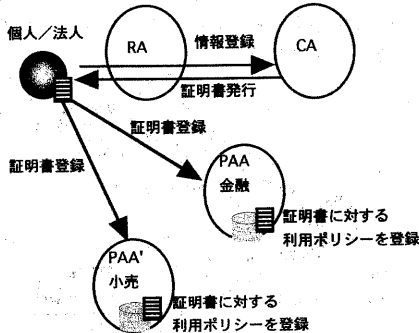 個人／法人
RA
情報登録
CA
証明書発行
証明書登録
証明書登録
PAA
金融
証明書に対する
利用ポリシーを登録
PAA'
小売
証明書に対する
利用ポリシーを登録